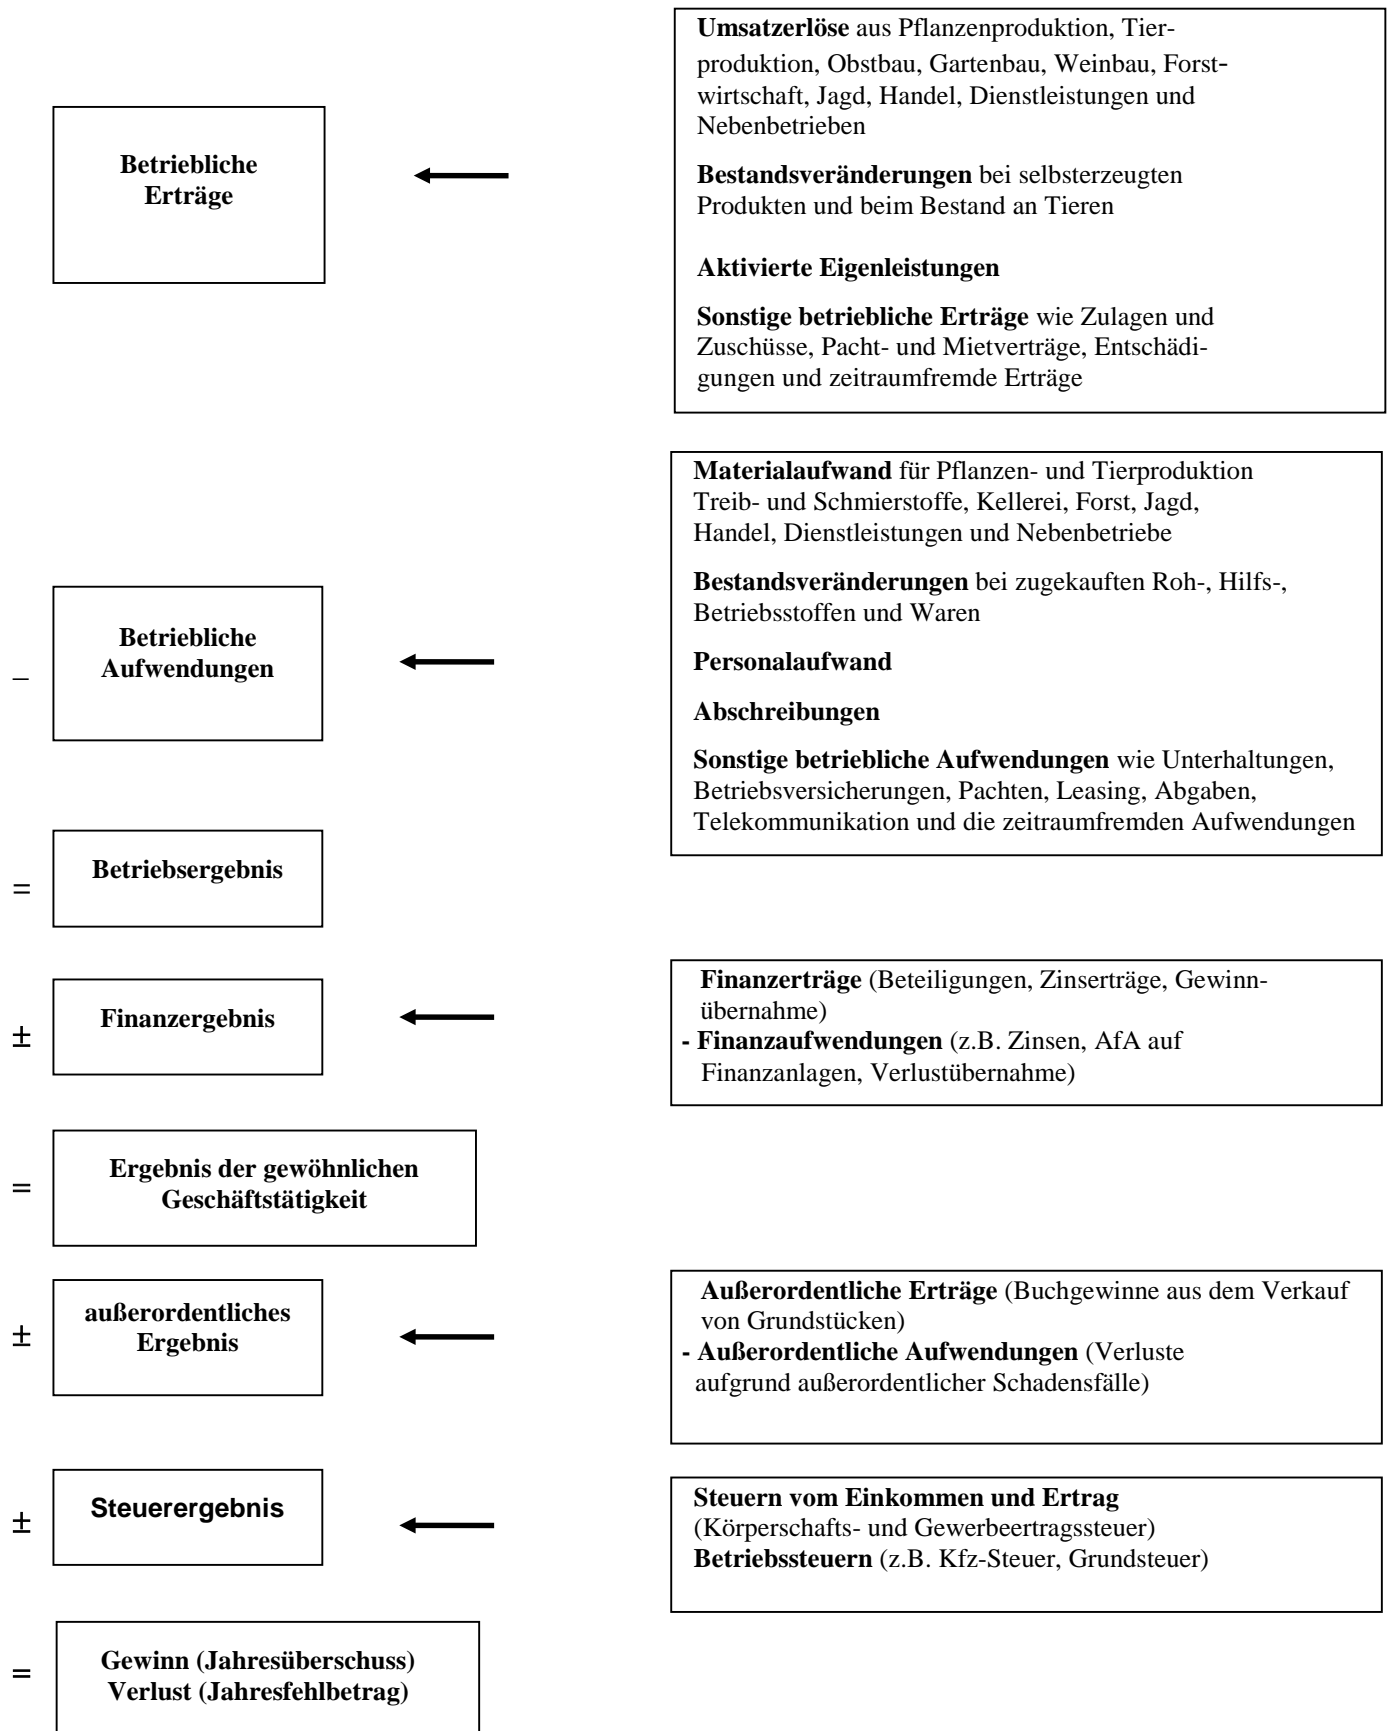 Betriebliche
Erträge
Umsatzerlöse aus Pflanzenproduktion, Tier-
produktion, Obstbau, Gartenbau, Weinbau, Forst-
wirtschaft, Jagd, Handel, Dienstleistungen und
Nebenbetrieben
Bestandsveränderungen bei selbsterzeugten
Produkten und beim Bestand an Tieren
Aktivierte Eigenleistungen
Sonstige betriebliche Erträge wie Zulagen und
Zuschüsse, Pacht- und Mietverträge, Entschädi-
gungen und zeitraumfremde Erträge
–
Betriebliche
Aufwendungen
Materialaufwand für Pflanzen- und Tierproduktion
Treib- und Schmierstoffe, Kellerei, Forst, Jagd,
Handel, Dienstleistungen und Nebenbetriebe
Bestandsveränderungen bei zugekauften Roh-, Hilfs-,
Betriebsstoffen und Waren
Personalaufwand
Abschreibungen
Sonstige betriebliche Aufwendungen wie Unterhaltungen,
Betriebsversicherungen, Pachten, Leasing, Abgaben,
Telekommunikation und die zeitraumfremden Aufwendungen
=
Betriebsergebnis
±
Finanzergebnis
Finanzerträge (Beteiligungen, Zinserträge, Gewinn-
übernahme)
- Finanzaufwendungen (z.B. Zinsen, AfA auf
Finanzanlagen, Verlustübernahme)
=
Ergebnis der gewöhnlichen
Geschäftstätigkeit
±
außerordentliches
Ergebnis
Außerordentliche Erträge (Buchgewinne aus dem Verkauf
von Grundstücken)
- Außerordentliche Aufwendungen (Verluste
aufgrund außerordentlicher Schadensfälle)
±
Steuerergebnis
Steuern vom Einkommen und Ertrag
(Körperschafts- und Gewerbeertragssteuer)
Betriebssteuern (z.B. Kfz-Steuer, Grundsteuer)
=
Gewinn (Jahresüberschuss)
Verlust (Jahresfehlbetrag)